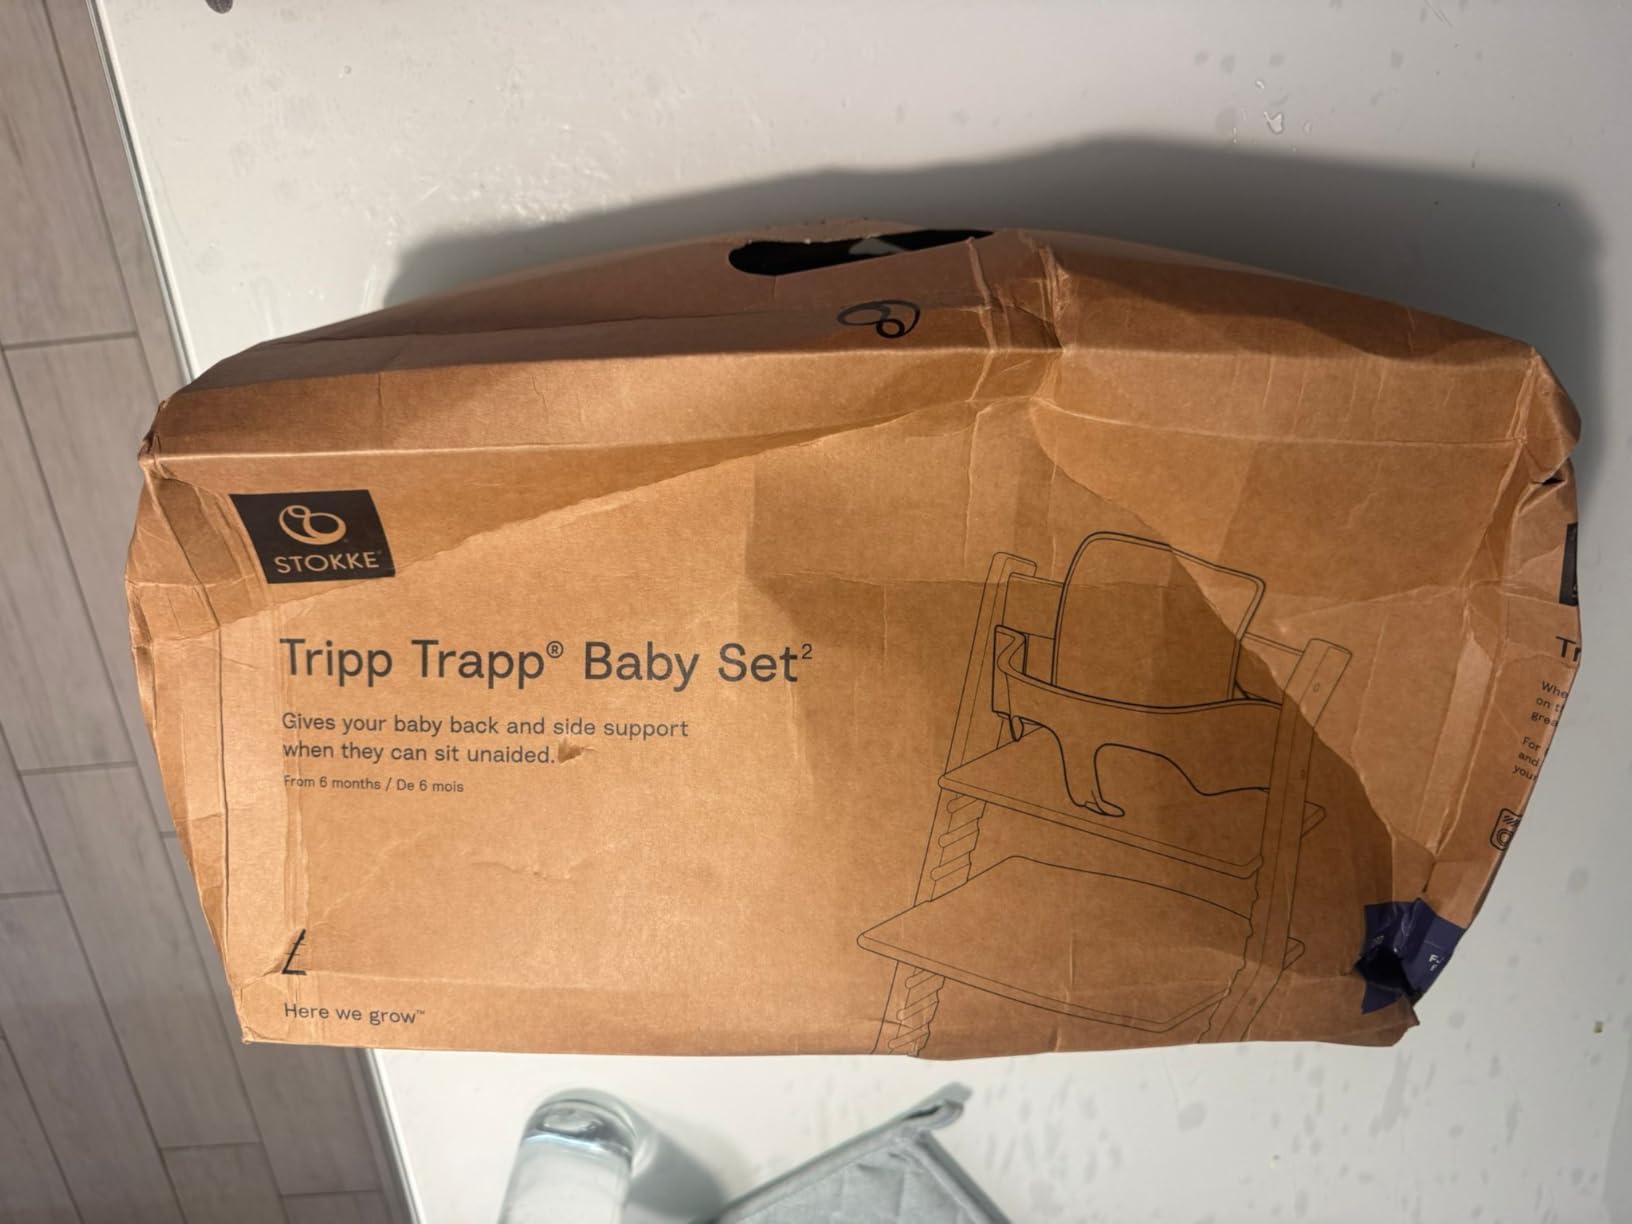 STOKKE
Tripp Trapp® Baby Set²
Gives your baby back and side support
when they can sit unaided.
From 6 months / De 6 mois
Here we grow™